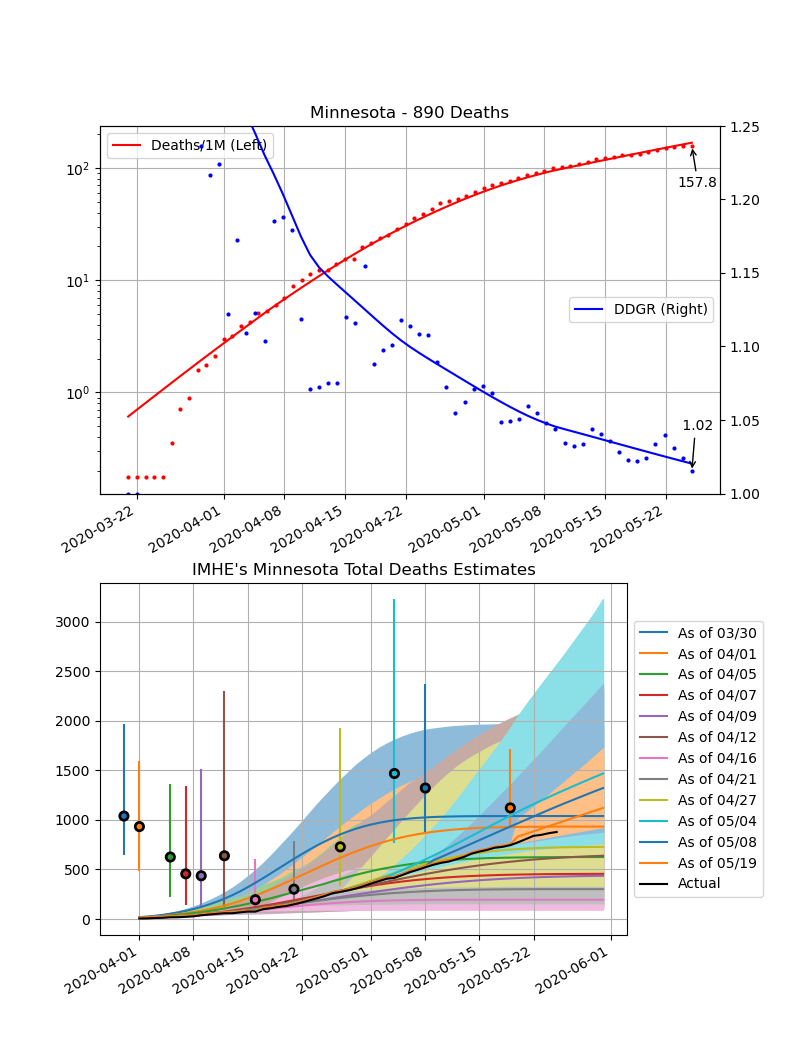 Minnesota - 890 Deaths
Deaths/1M (Left)
DDGR (Right)
157.8
1.02
10^2
10^1
10^0
1.25
1.20
1.15
1.10
1.05
1.00
2020-03-22
2020-04-01
2020-04-08
2020-04-15
2020-04-22
2020-05-01
2020-05-08
2020-05-15
2020-05-22
IMHE's Minnesota Total Deaths Estimates
3000
2500
2000
1500
1000
500
0
2020-04-01
2020-04-08
2020-04-15
2020-04-22
2020-05-01
2020-05-08
2020-05-15
2020-05-22
2020-06-01
As of 03/30
As of 04/01
As of 04/05
As of 04/07
As of 04/09
As of 04/12
As of 04/16
As of 04/21
As of 04/27
As of 05/04
As of 05/08
As of 05/19
Actual